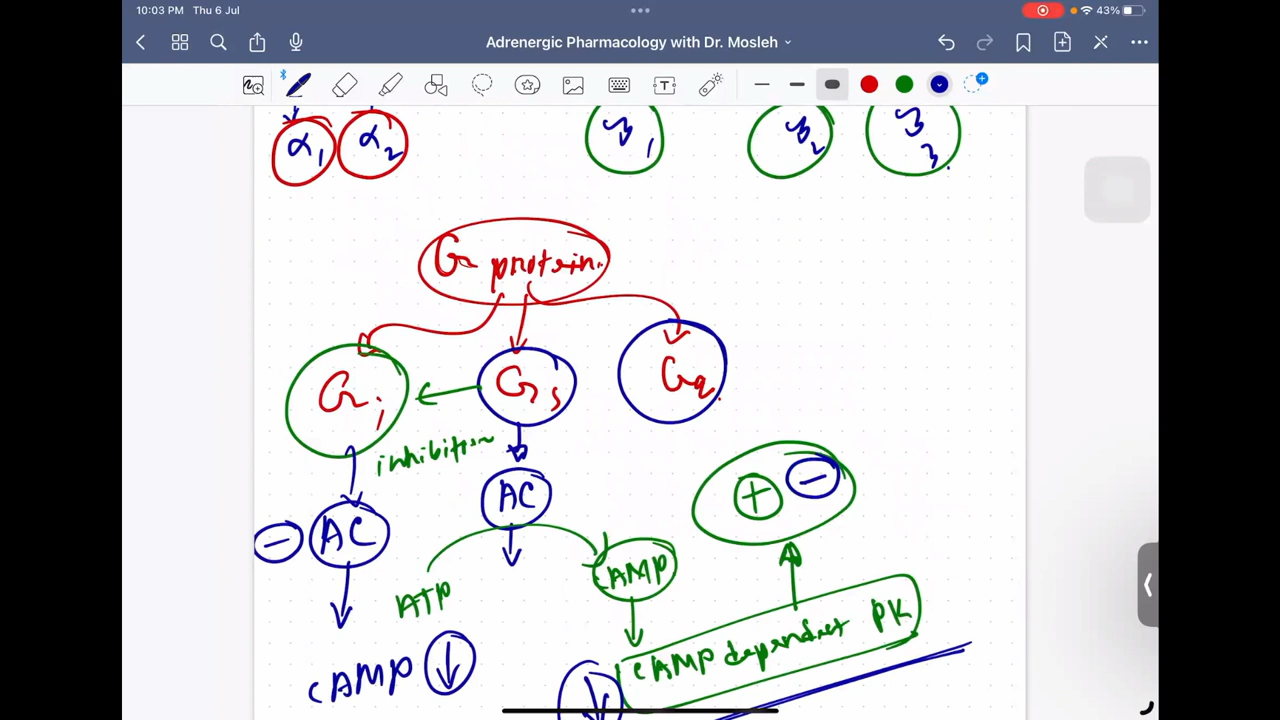 10:03 PM Thu 6 Jul
43%
Adrenergic Pharmacology with Dr. Mosleh
T
α1 α2 β1 β2 β3
G protein
Gi Gs Gq
inhibition
AC AC
+ −
−
ATP cAMP
cAMP dependent PK
cAMP ↓